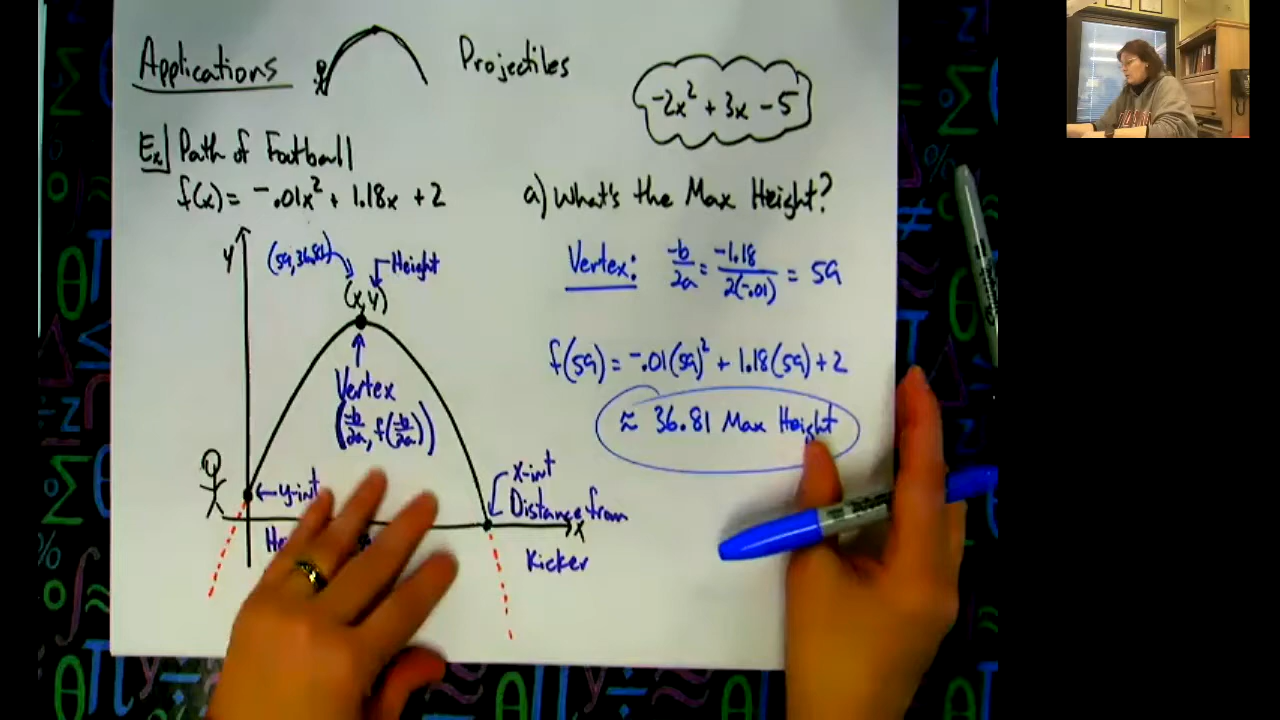 Applications
Projectiles
-2x² + 3x - 5
Ex] Path of Football
f(x) = -.01x² + 1.18x + 2
a) What's the Max Height?
y
(59,36.81)
Height
(x,y)
Vertex: -b/2a = -1.18/2(-.01) = 59
f(59) = -.01(59)² + 1.18(59) + 2
≈ 36.81 Max Height
Vertex
(-b/2a, f(-b/2a))
← y-int
x-int
Distance from
Kicker
x